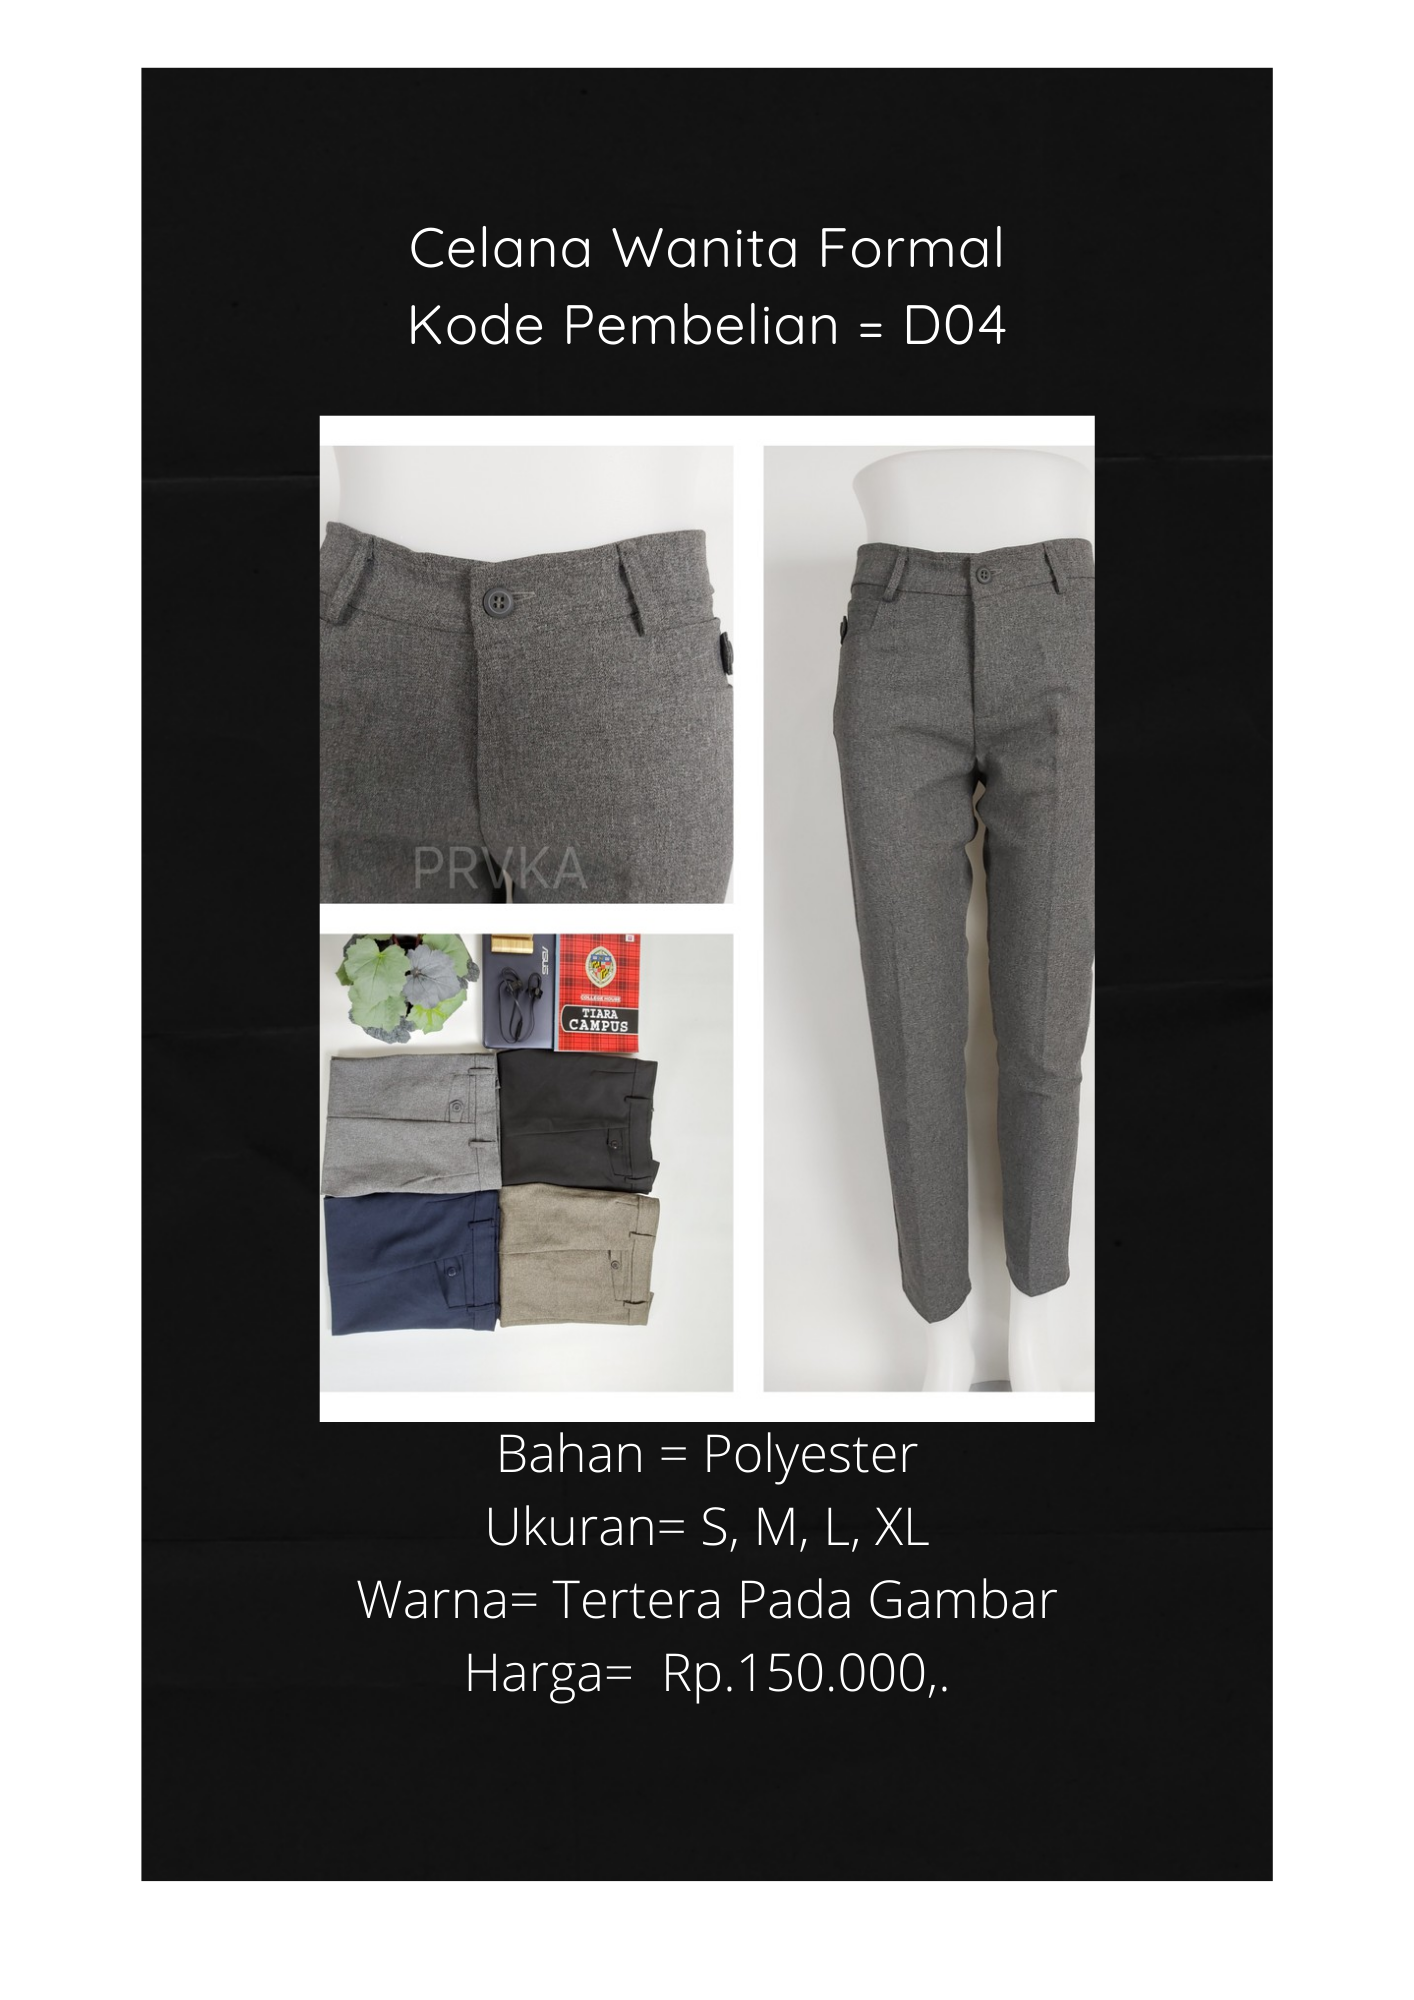 Celana Wanita Formal
Kode Pembelian = D04
PRVKA
ASUS
COLLEGE HOUSE
TIARA
CAMPUS
Bahan = Polyester
Ukuran= S, M, L, XL
Warna= Tertera Pada Gambar
Harga=  Rp.150.000,.